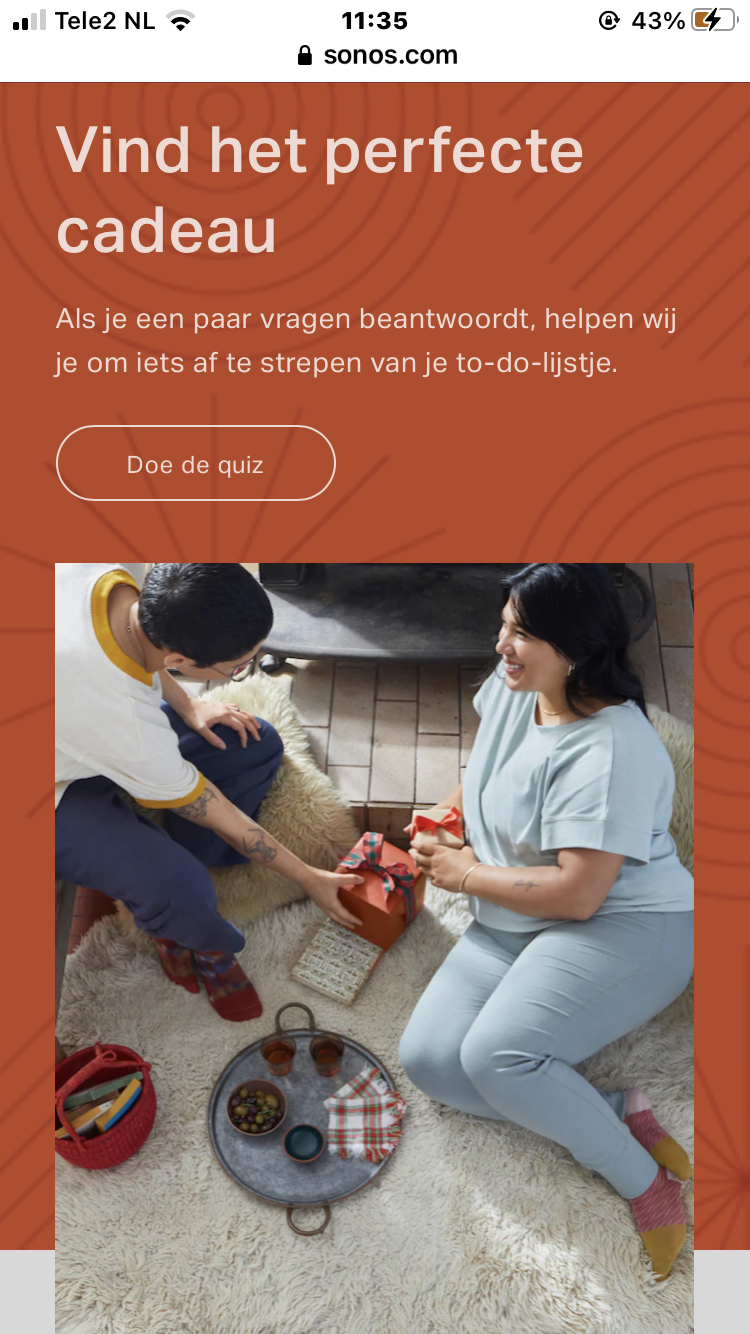 Tele2 NL 11:35 43%
sonos.com
Vind het perfecte
cadeau
Als je een paar vragen beantwoordt, helpen wij
je om iets af te strepen van je to-do-lijstje.
Doe de quiz